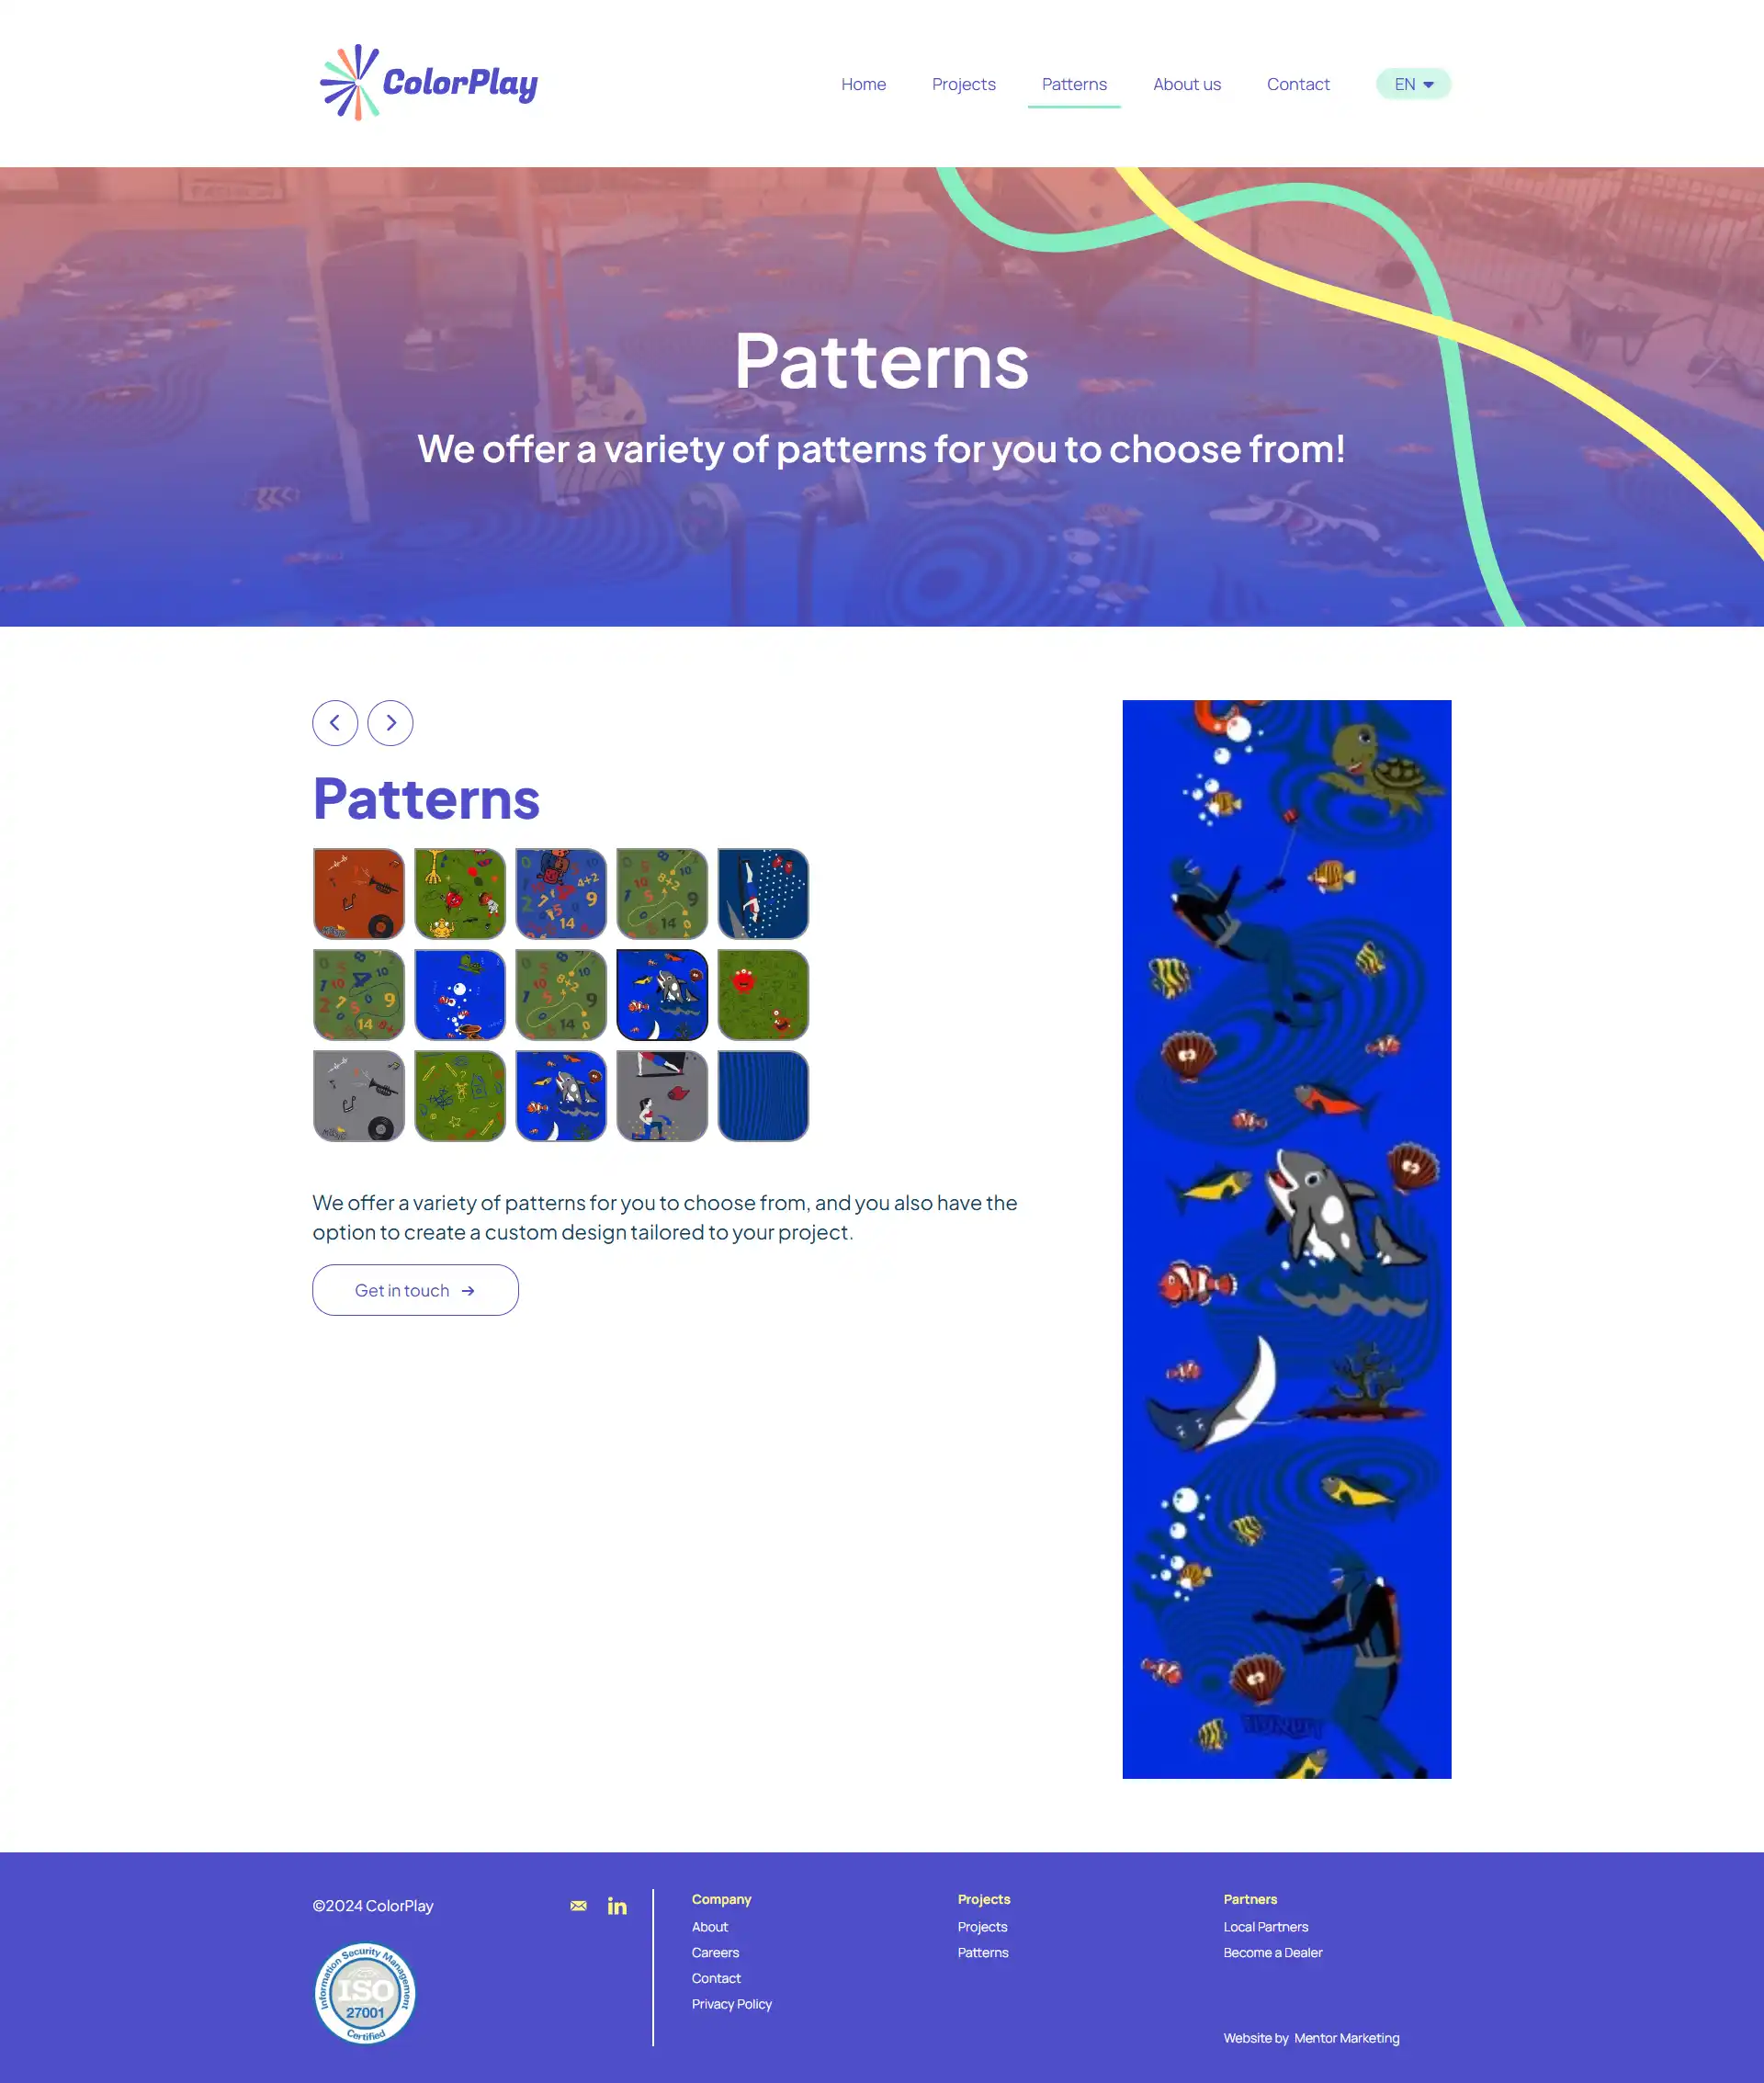 ColorPlay
Home
Projects
Patterns
About us
Contact
EN
Patterns
We offer a variety of patterns for you to choose from!
Patterns
We offer a variety of patterns for you to choose from, and you also have the
option to create a custom design tailored to your project.
Get in touch
©2024 ColorPlay
Information Security Management
ISO
27001
Certified
Company
About
Careers
Contact
Privacy Policy
Projects
Projects
Patterns
Partners
Local Partners
Become a Dealer
Website by Mentor Marketing